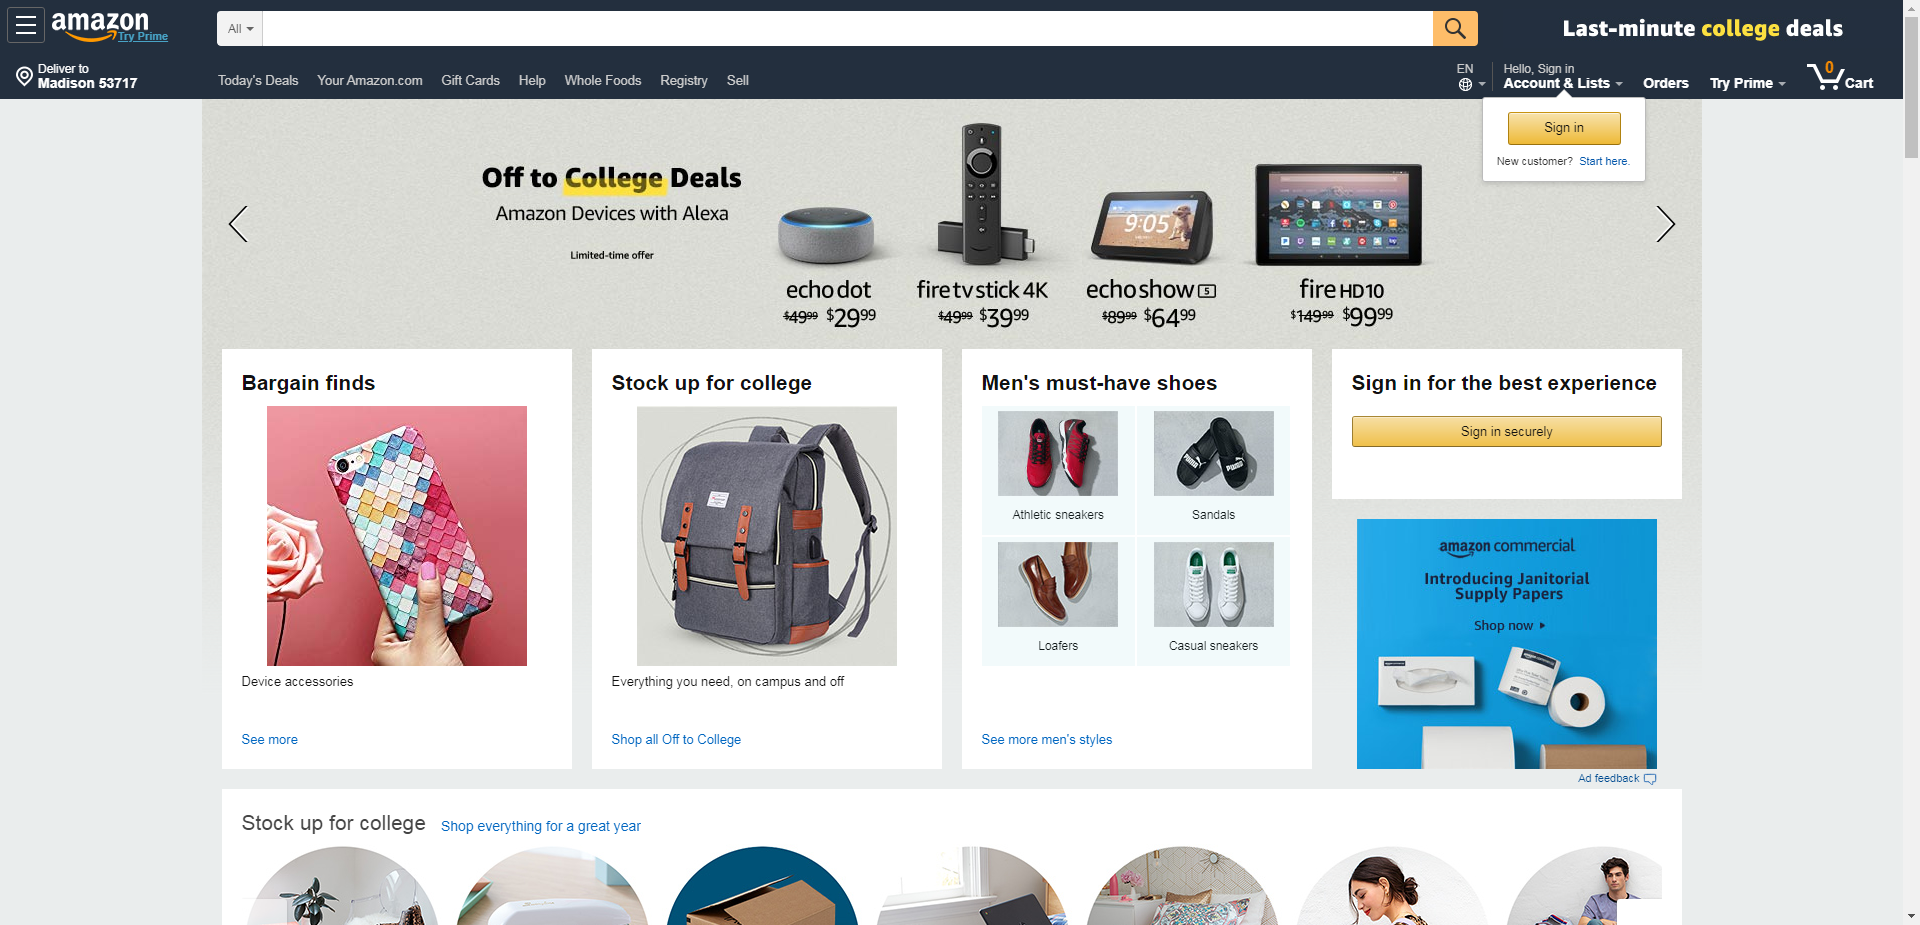 amazon
Try Prime
All
Last-minute college deals
Deliver to
Madison 53717
Today's Deals
Your Amazon.com
Gift Cards
Help
Whole Foods
Registry
Sell
EN
Hello, Sign in
Account & Lists
Orders
Try Prime
0
Cart
Sign in
New customer? Start here.
Off to College Deals
Amazon Devices with Alexa
Limited-time offer
9:05
echo dot
$49.99 $29.99
fire tv stick 4K
$49.99 $39.99
echo show 5
$89.99 $64.99
fire HD 10
$149.99 $99.99
Bargain finds
Device accessories
See more
Stock up for college
Everything you need, on campus and off
Shop all Off to College
Men's must-have shoes
PUMA
PUMA
Athletic sneakers
Sandals
Loafers
Casual sneakers
See more men's styles
Sign in for the best experience
Sign in securely
amazon commercial
Introducing Janitorial
Supply Papers
Shop now
Ad feedback
Stock up for college
Shop everything for a great year